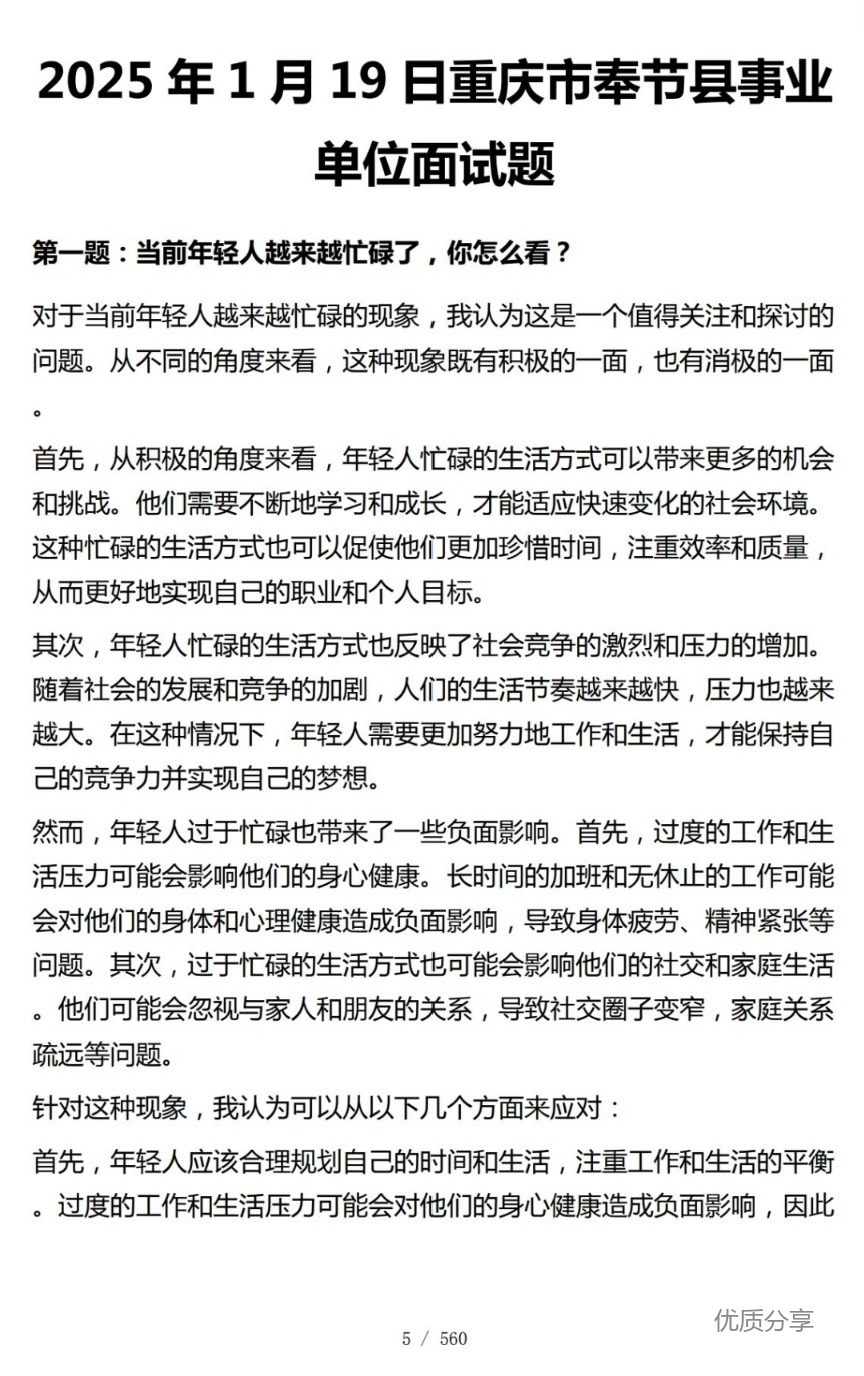 2025 年 1 月 19 日重庆市奉节县事业
单位面试题
第一题：当前年轻人越来越忙碌了，你怎么看？
对于当前年轻人越来越忙碌的现象，我认为这是一个值得关注和探讨的
问题。从不同的角度来看，这种现象既有积极的一面，也有消极的一面
。
首先，从积极的角度来看，年轻人忙碌的生活方式可以带来更多的机会
和挑战。他们需要不断地学习和成长，才能适应快速变化的社会环境。
这种忙碌的生活方式也可以促使他们更加珍惜时间，注重效率和质量，
从而更好地实现自己的职业和个人目标。
其次，年轻人忙碌的生活方式也反映了社会竞争的激烈和压力的增加。
随着社会的发展和竞争的加剧，人们的生活节奏越来越快，压力也越来
越大。在这种情况下，年轻人需要更加努力地工作和生活，才能保持自
己的竞争力并实现自己的梦想。
然而，年轻人过于忙碌也带来了一些负面影响。首先，过度的工作和生
活压力可能会影响他们的身心健康。长时间的加班和无休止的工作可能
会对他们的身体和心理健康造成负面影响，导致身体疲劳、精神紧张等
问题。其次，过于忙碌的生活方式也可能会影响他们的社交和家庭生活
。他们可能会忽视与家人和朋友的关系，导致社交圈子变窄，家庭关系
疏远等问题。
针对这种现象，我认为可以从以下几个方面来应对：
首先，年轻人应该合理规划自己的时间和生活，注重工作和生活的平衡
。过度的工作和生活压力可能会对他们的身心健康造成负面影响，因此
优质分享
5 / 560